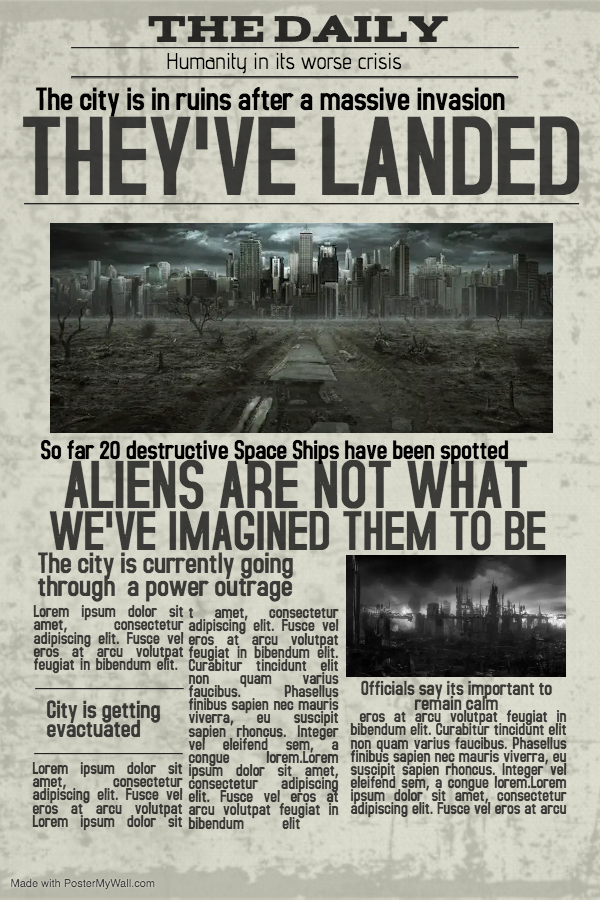 THE DAILY
Humanity in its worse crisis
The city is in ruins after a massive invasion
THEY'VE LANDED
So far 20 destructive Space Ships have been spotted
ALIENS ARE NOT WHAT
WE'VE IMAGINED THEM TO BE
The city is currently going
through a power outrage
Lorem ipsum dolor sit
amet, consectetur
adipiscing elit. Fusce vel
eros at arcu volutpat
feugiat in bibendum elit.
City is getting
evactuated
Lorem ipsum dolor sit
amet, consectetur
adipiscing elit. Fusce vel
eros at arcu volutpat
Lorem ipsum dolor sit
t amet, consectetur
adipiscing elit. Fusce vel
eros at arcu volutpat
feugiat in bibendum elit.
Curabitur tincidunt elit
non quam varius
faucibus. Phasellus
finibus sapien nec mauris
viverra, eu suscipit
sapien rhoncus. Integer
vel eleifend sem, a
congue lorem.Lorem
ipsum dolor sit amet,
consectetur adipiscing
elit. Fusce vel eros at
arcu volutpat feugiat in
bibendum elit
Officials say its important to
remain calm
eros at arcu volutpat feugiat in
bibendum elit. Curabitur tincidunt elit
non quam varius faucibus. Phasellus
finibus sapien nec mauris viverra, eu
suscipit sapien rhoncus. Integer vel
eleifend sem, a congue lorem.Lorem
ipsum dolor sit amet, consectetur
adipiscing elit. Fusce vel eros at arcu
Made with PosterMyWall.com